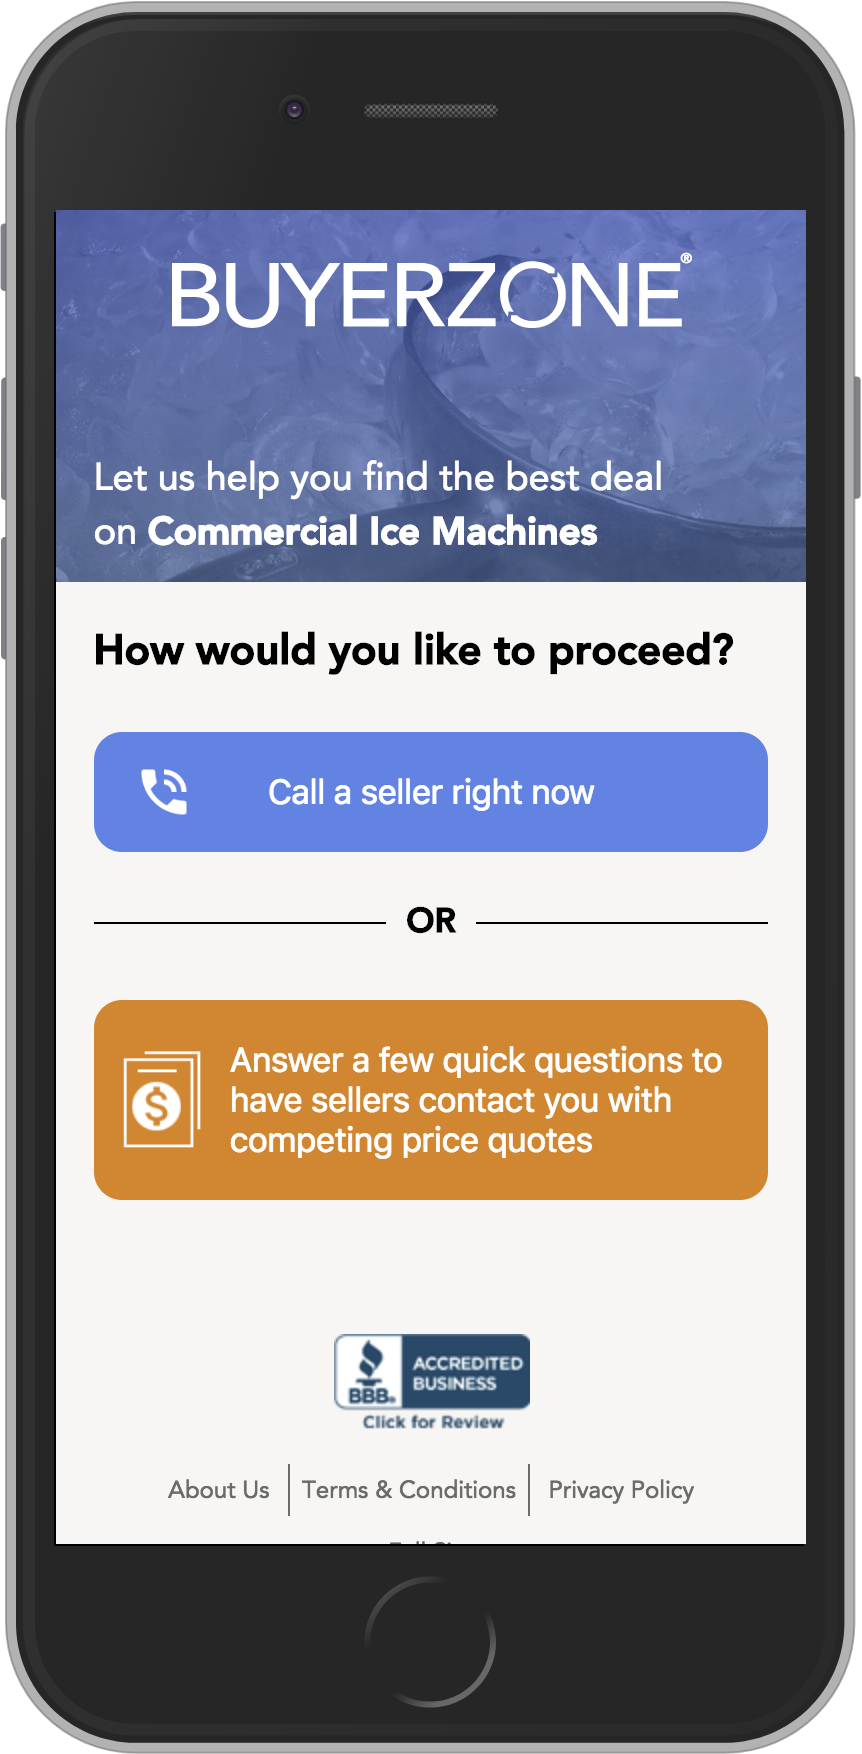 BUYERZONE®
Let us help you find the best deal
on Commercial Ice Machines
How would you like to proceed?
Call a seller right now
OR
$
Answer a few quick questions to
have sellers contact you with
competing price quotes
BBB.
ACCREDITED
BUSINESS
Click for Review
About Us
Terms & Conditions
Privacy Policy